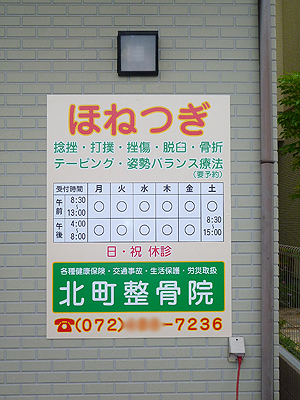 ほねつぎ
捻挫・打撲・挫傷・脱臼・骨折
テーピング・姿勢バランス療法
(要予約)
受付時間 月 火 水 木 金 土
午前 8:30~13:00 ○ ○ ○ ○ ○ ○
午後 4:00~8:00 ○ ○ ○ ○ ○ 8:30~15:00
日・祝 休診
各種健康保険・交通事故・生活保護・労災取扱
北町整骨院
☎(072) -7236